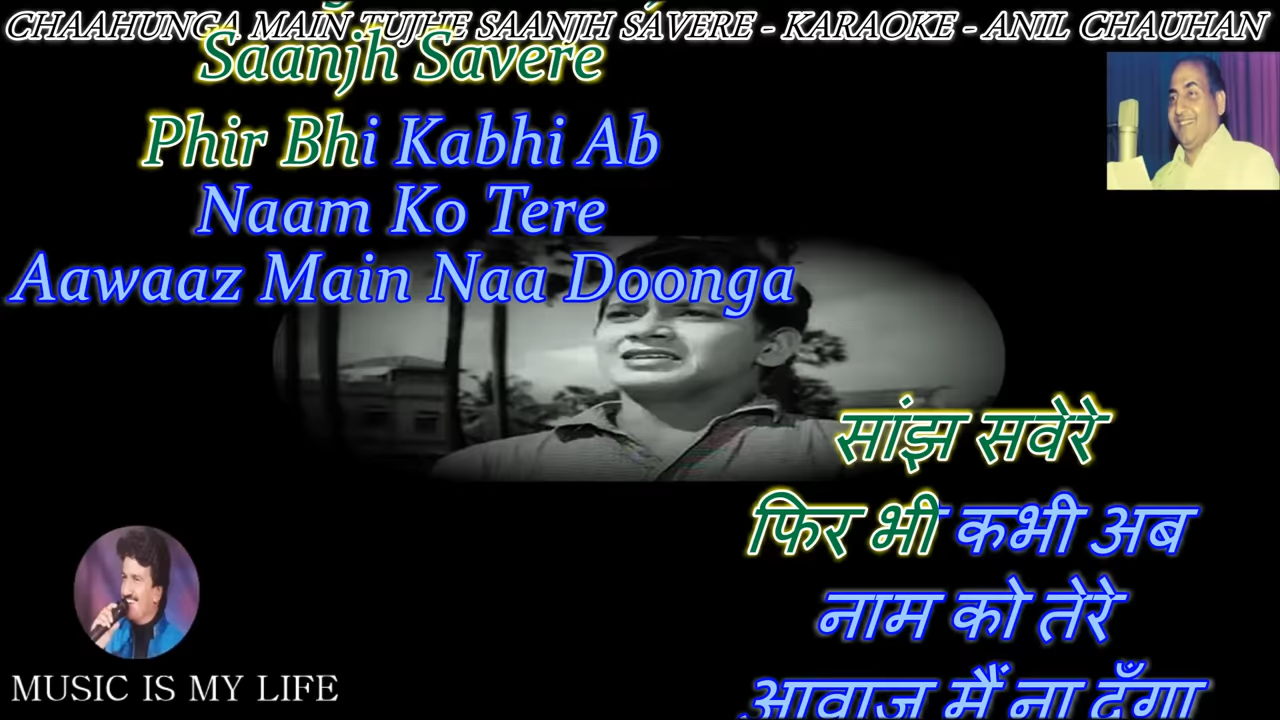 CHAAHUNGA MAIN TUJHE SAANJH SAVERE - KARAOKE - ANIL CHAUHAN
Saanjh Savere
Phir Bhi Kabhi Ab
Naam Ko Tere
Aawaaz Main Naa Doonga
सांझ सवेरे
फिर भी कभी अब
नाम को तेरे
आवाज़ मैं ना दूँगा
MUSIC IS MY LIFE